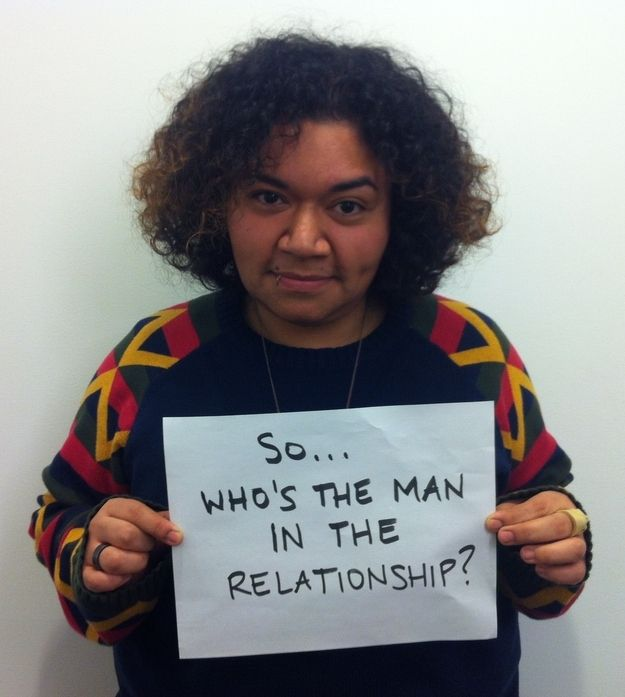 SO...
WHO'S THE MAN
IN THE
RELATIONSHIP?